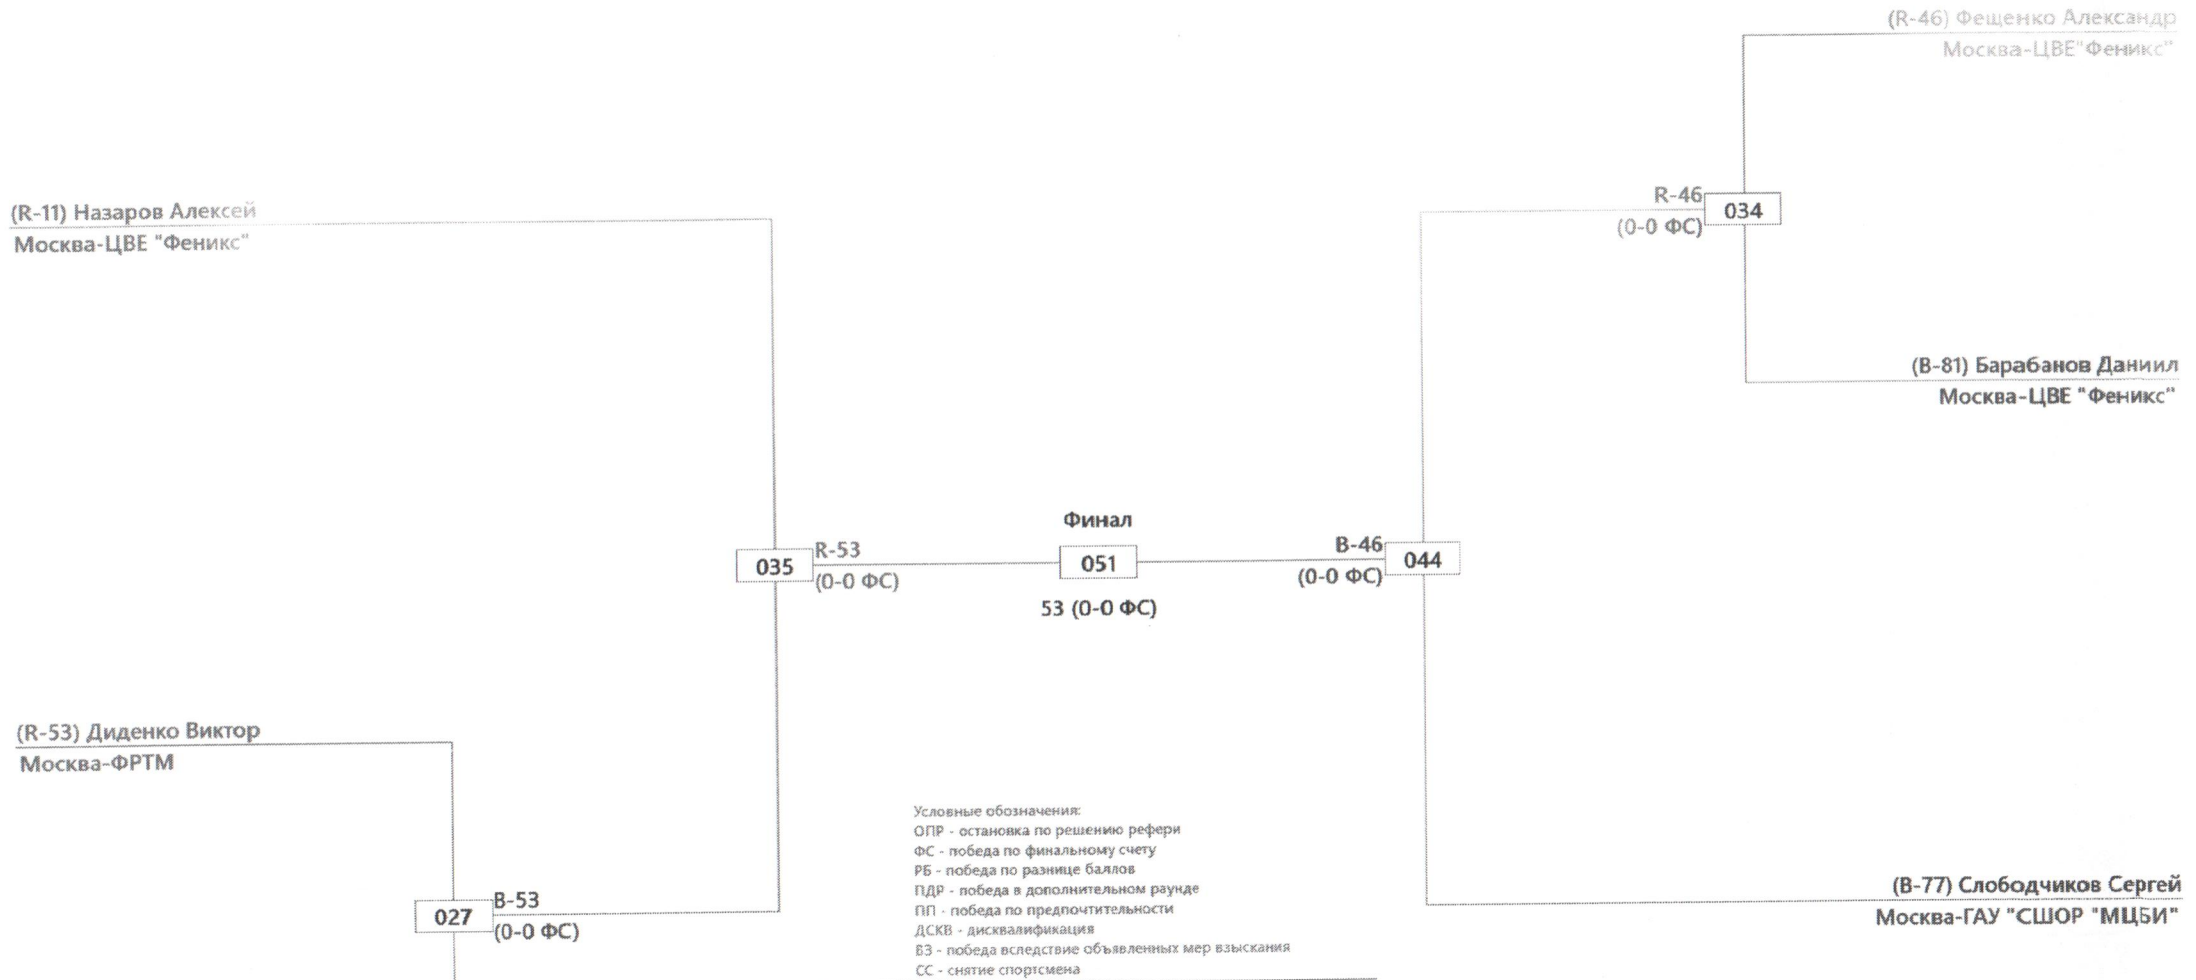 (R-46) Фещенко Александр
Москва-ЦВЕ"Феникс"
R-46
034
(0-0 ФС)
(R-11) Назаров Алексей
Москва-ЦВЕ "Феникс"
(B-81) Барабанов Даниил
Москва-ЦВЕ "Феникс"
Финал
R-53
035
(0-0 ФС)
051
B-46
044
(0-0 ФС)
53 (0-0 ФС)
(R-53) Диденко Виктор
Москва-ФРТМ
Условные обозначения:
ОПР - остановка по решению рефери
ФС - победа по финальному счету
РБ - победа по разнице баллов
ПДР - победа в дополнительном раунде
ПП - победа по предпочтительности
ДСКВ - дисквалификация
ВЗ - победа вследствие объявленных мер взыскания
СС - снятие спортсмена
B-53
027
(0-0 ФС)
(B-77) Слободчиков Сергей
Москва-ГАУ "СШОР "МЦБИ"